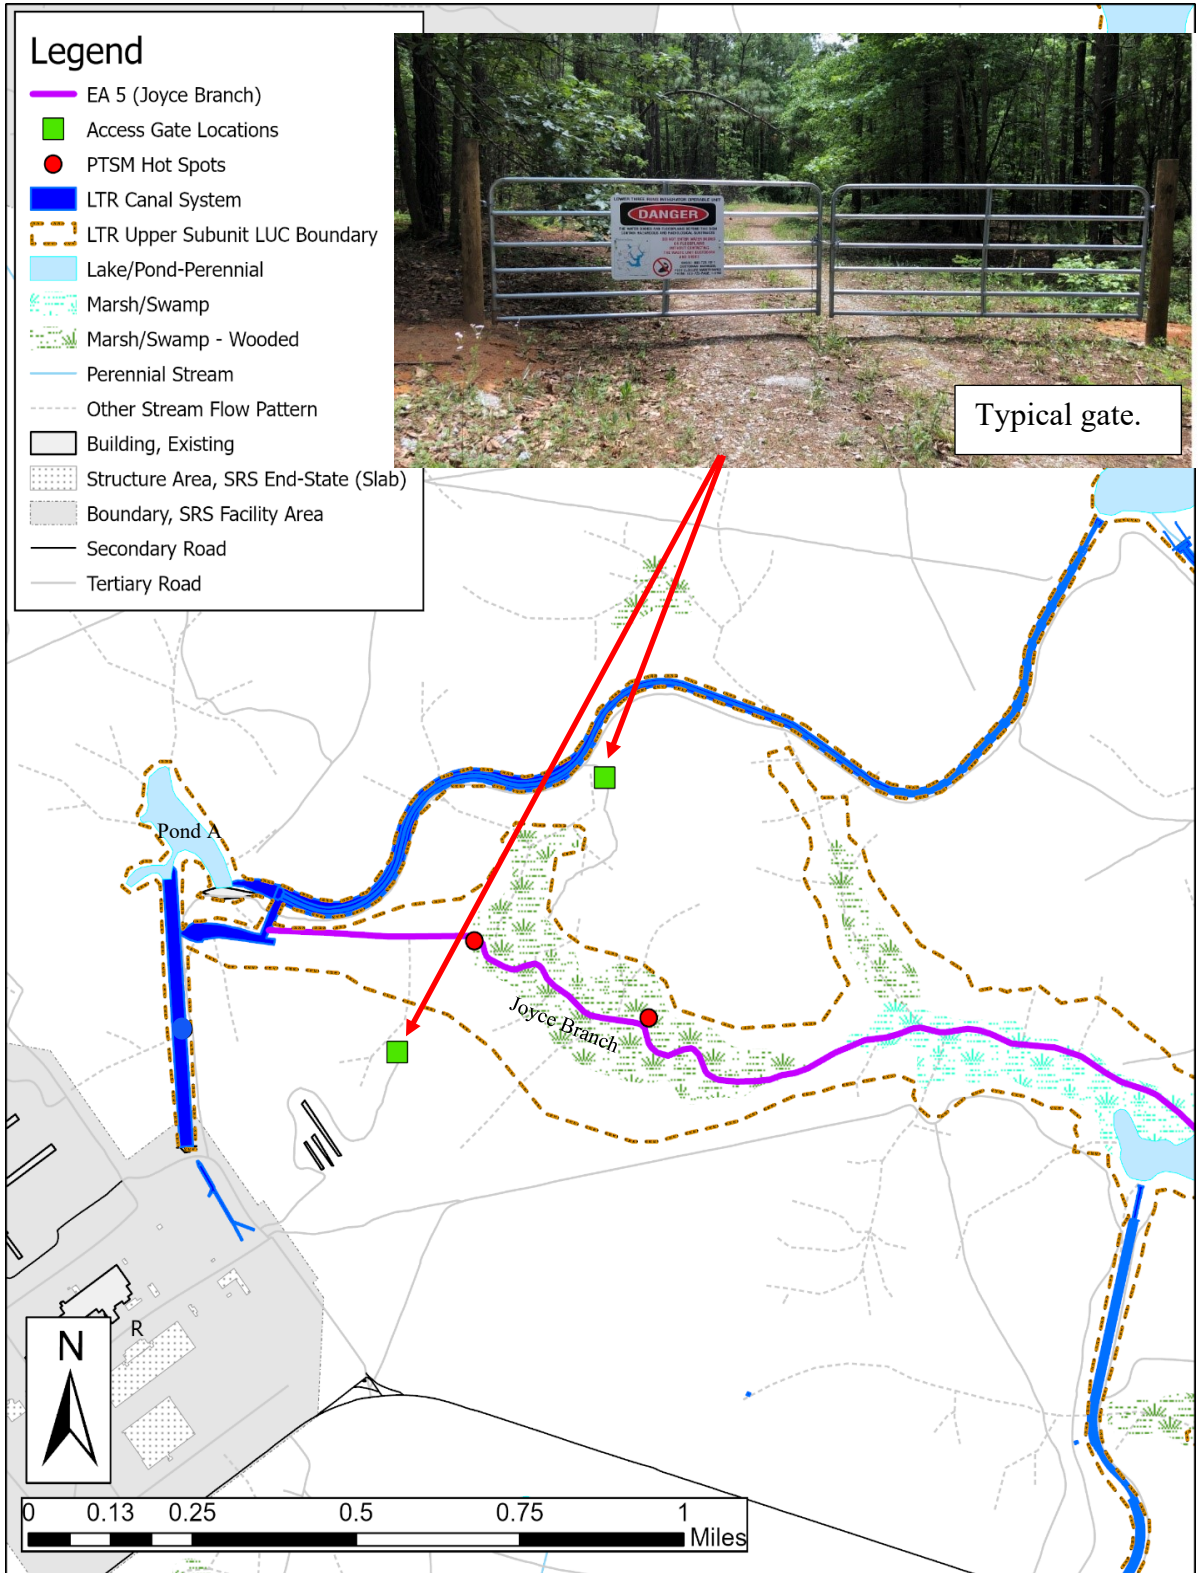 Legend
EA 5 (Joyce Branch)
Access Gate Locations
PTSM Hot Spots
LTR Canal System
LTR Upper Subunit LUC Boundary
Lake/Pond-Perennial
Marsh/Swamp
Marsh/Swamp - Wooded
Perennial Stream
Other Stream Flow Pattern
Building, Existing
Structure Area, SRS End-State (Slab)
Boundary, SRS Facility Area
Secondary Road
Tertiary Road
DANGER
Typical gate.
Pond A
Joyce Branch
R
N
0 0.13 0.25 0.5 0.75 1
Miles